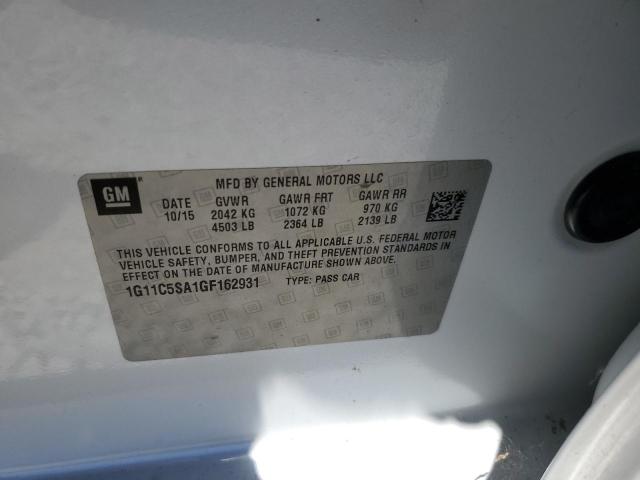 GM
MFD BY GENERAL MOTORS LLC
DATE GVWR GAWR FRT GAWR RR
10/15 2042 KG 1072 KG 970 KG
4503 LB 2364 LB 2139 LB
THIS VEHICLE CONFORMS TO ALL APPLICABLE U.S. FEDERAL MOTOR
VEHICLE SAFETY, BUMPER, AND THEFT PREVENTION STANDARDS IN
EFFECT ON THE DATE OF MANUFACTURE SHOWN ABOVE.
1G11C5SA1GF162931 TYPE: PASS CAR